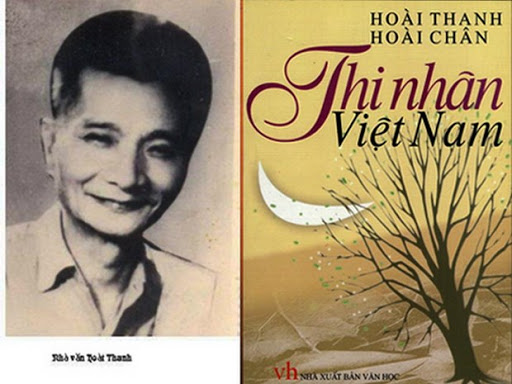 Nhà văn Hoài Thanh
HOÀI THANH
HOÀI CHÂN
Thi nhân
Việt Nam
vh NHÀ XUẤT BẢN VĂN HỌC